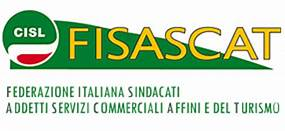 CISL FISASCAT
FEDERAZIONE ITALIANA SINDACATI
ADDETTI SERVIZI COMMERCIALI AFFINI E DEL TURISMO